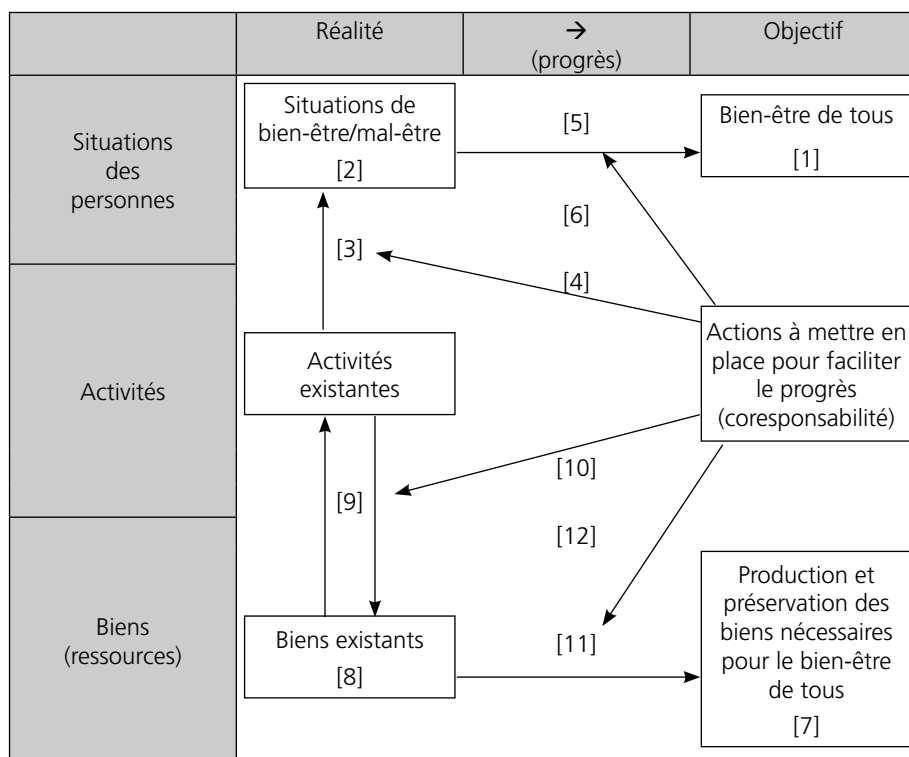 Réalité
→
(progrès)
Objectif
Situations
des
personnes
Situations de
bien-être/mal-être
[2]
[5]
Bien-être de tous
[1]
[6]
[3]
[4]
Activités
Activités
existantes
Actions à mettre en
place pour faciliter
le progrès
(coresponsabilité)
[10]
[9]
[12]
Biens
(ressources)
Biens existants
[8]
[11]
Production et
préservation des
biens nécessaires
pour le bien-être
de tous
[7]